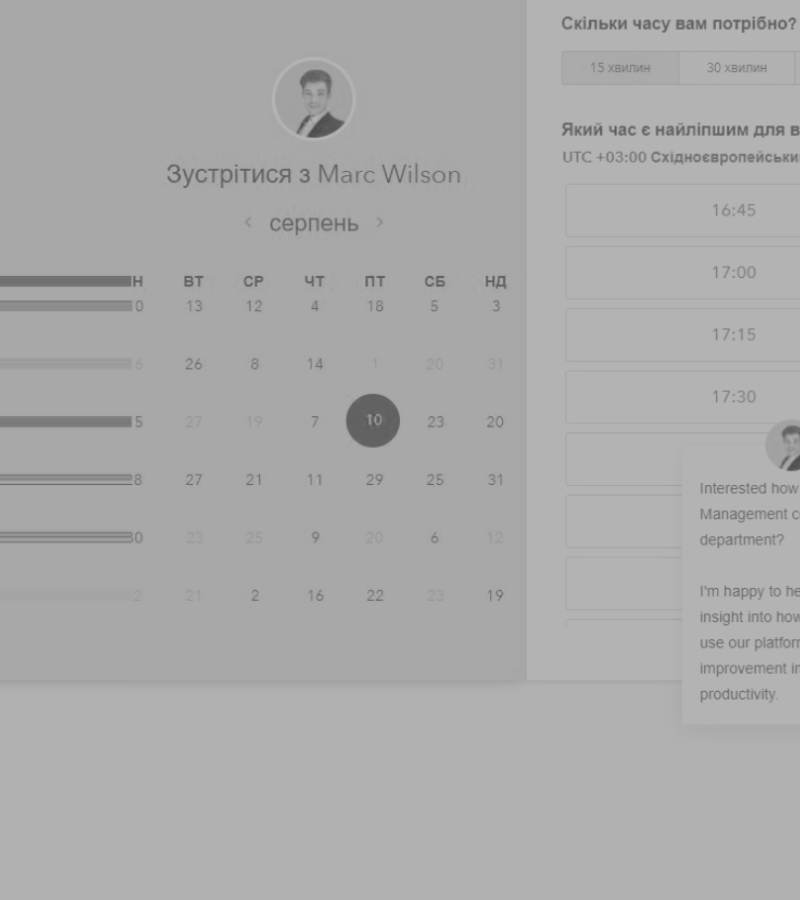 Зустрітися з Marc Wilson
‹ серпень ›
Н ВТ СР ЧТ ПТ СБ НД
0 13 12 4 18 5 3
6 26 8 14 1 20 31
5 27 19 7 10 23 20
8 27 21 11 29 25 31
0 23 25 9 20 6 12
2 21 2 16 22 23 19
Скільки часу вам потрібно?
15 хвилин 30 хвилин
Який час є найліпшим для в
UTC +03:00 Східноєвропейськи
16:45
17:00
17:15
17:30
Interested how
Management c
department?
I'm happy to he
insight into how
use our platform
improvement in
productivity.